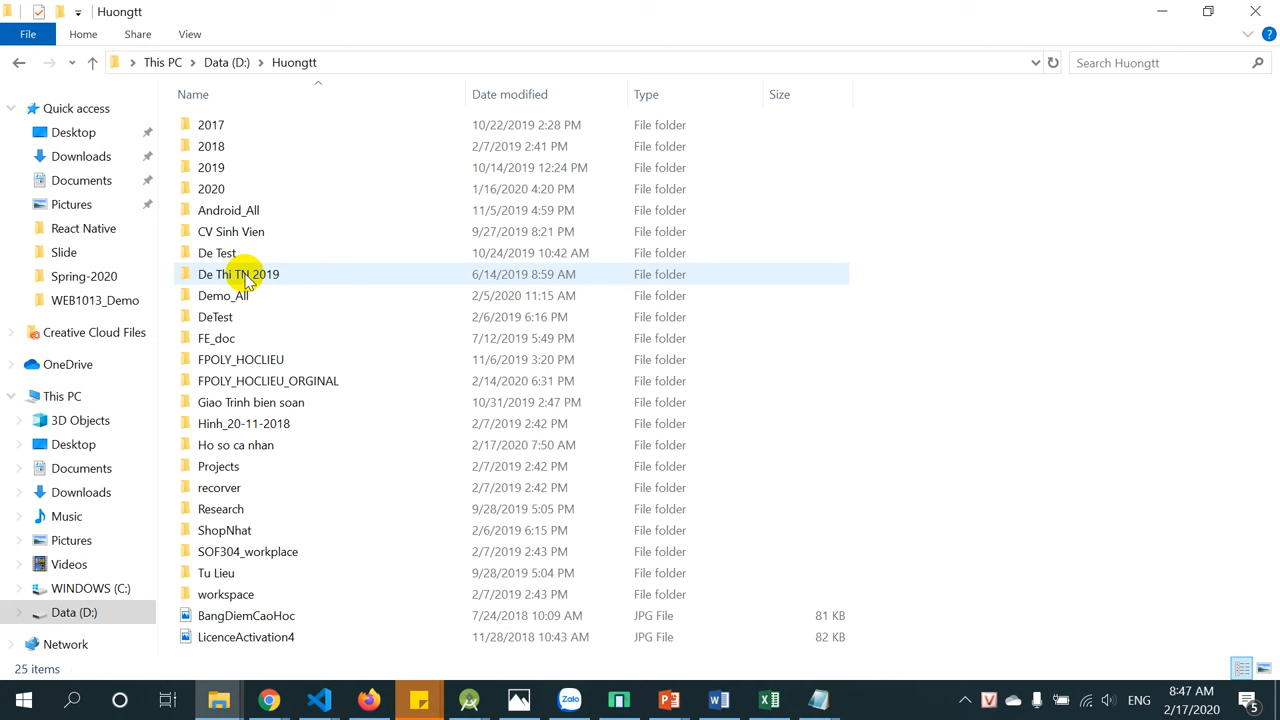 Huongtt
File Home Share View
This PC Data (D:) Huongtt Search Huongtt
Name Date modified Type Size
Quick access
Desktop
Downloads
Documents
Pictures
React Native
Slide
Spring-2020
WEB1013_Demo
Creative Cloud Files
OneDrive
This PC
3D Objects
Desktop
Documents
Downloads
Music
Pictures
Videos
WINDOWS (C:)
Data (D:)
Network
2017 10/22/2019 2:28 PM File folder
2018 2/7/2019 2:41 PM File folder
2019 10/14/2019 12:24 PM File folder
2020 1/16/2020 4:20 PM File folder
Android_All 11/5/2019 4:59 PM File folder
CV Sinh Vien 9/27/2019 8:21 PM File folder
De Test 10/24/2019 10:42 AM File folder
De Thi TN 2019 6/14/2019 8:59 AM File folder
Demo_All 2/5/2020 11:15 AM File folder
DeTest 2/6/2019 6:16 PM File folder
FE_doc 7/12/2019 5:49 PM File folder
FPOLY_HOCLIEU 11/6/2019 3:20 PM File folder
FPOLY_HOCLIEU_ORGINAL 2/14/2020 6:31 PM File folder
Giao Trinh bien soan 10/31/2019 2:47 PM File folder
Hinh_20-11-2018 2/7/2019 2:42 PM File folder
Ho so ca nhan 2/17/2020 7:50 AM File folder
Projects 2/7/2019 2:42 PM File folder
recorver 2/7/2019 2:42 PM File folder
Research 9/28/2019 5:05 PM File folder
ShopNhat 2/6/2019 6:15 PM File folder
SOF304_workplace 2/7/2019 2:43 PM File folder
Tu Lieu 9/28/2019 5:04 PM File folder
workspace 2/7/2019 2:43 PM File folder
BangDiemCaoHoc 7/24/2018 10:09 AM JPG File 81 KB
LicenceActivation4 11/28/2018 10:43 AM JPG File 82 KB
25 items
Zalo
ENG
8:47 AM
2/17/2020
5